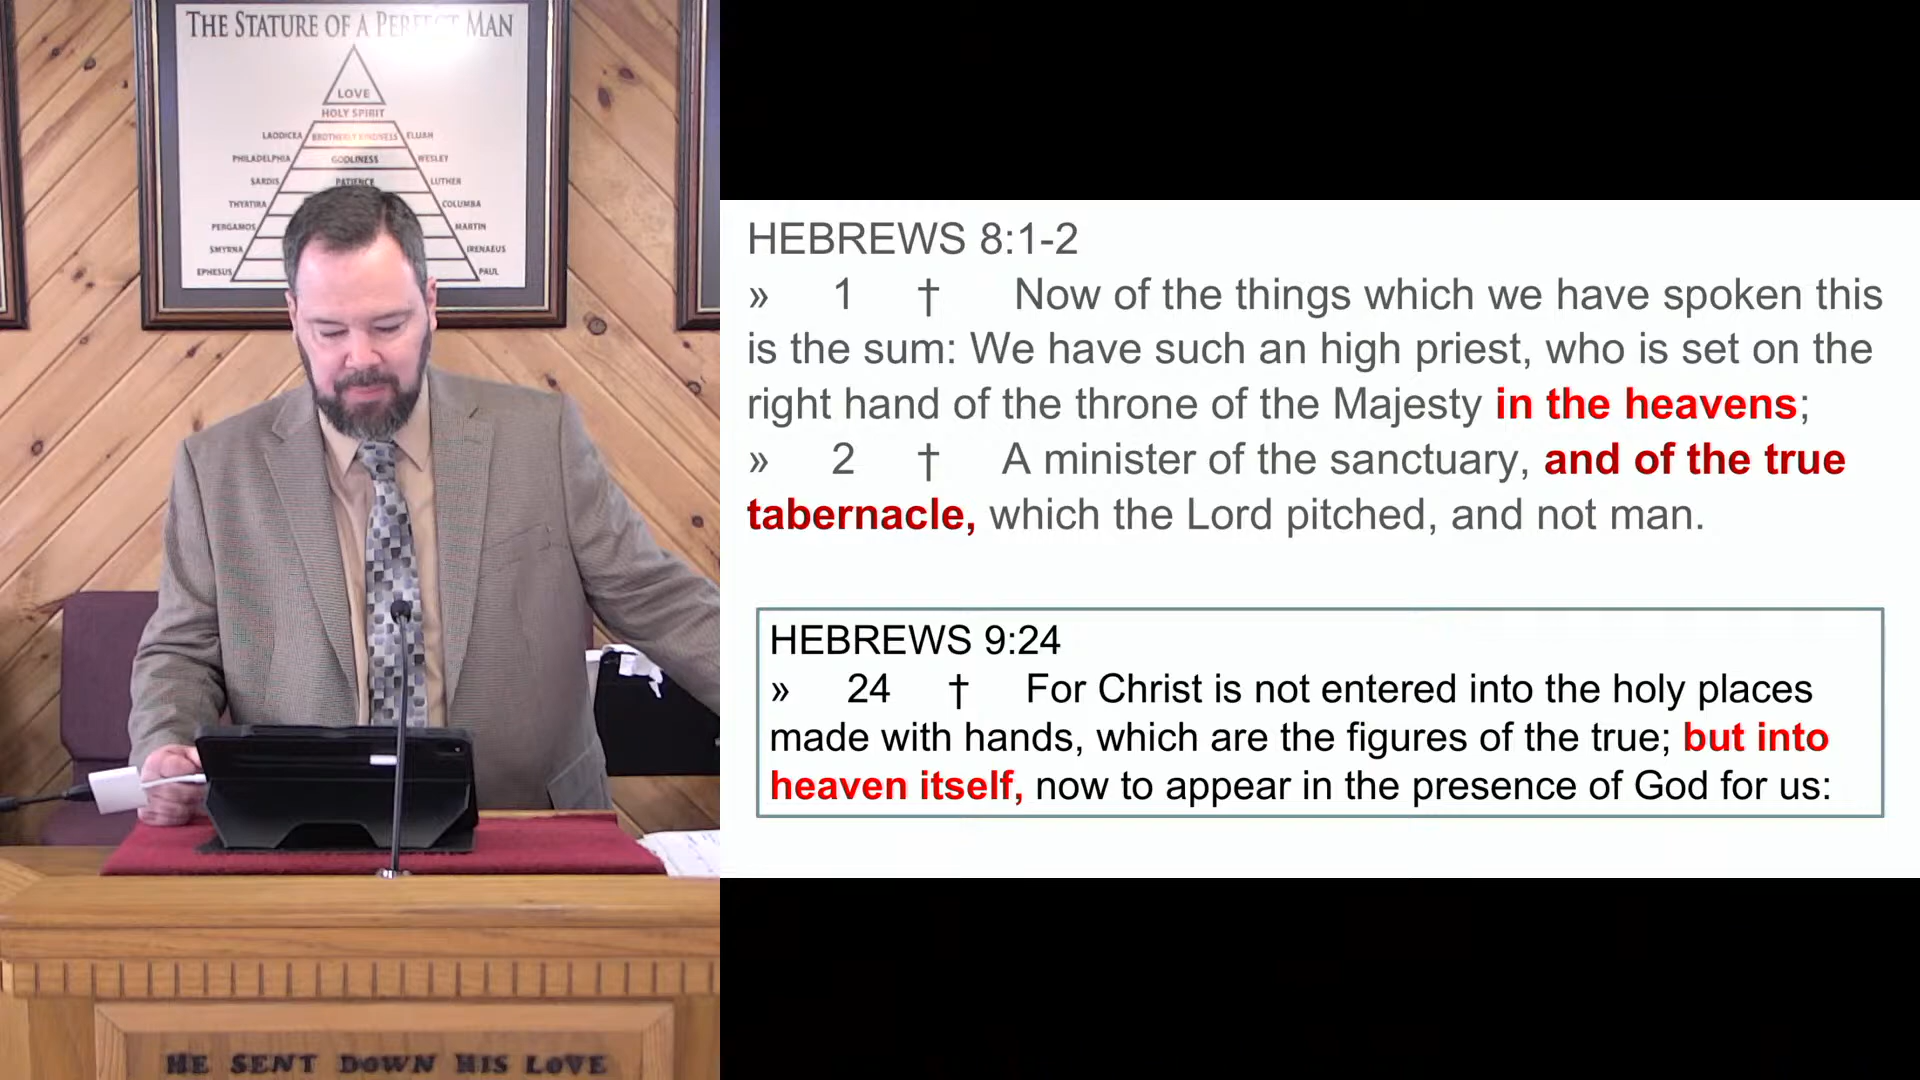 THE STATURE OF A PERFECT MAN
LOVE
HOLY SPIRIT
LAODICEA BROTHERLY KINDNESS ELIJAH
PHILADELPHIA GODLINESS WESLEY
SARDIS PATIENCE LUTHER
THYATIRA COLUMBA
PERGAMOS MARTIN
SMYRNA IRENAEUS
EPHESUS PAUL
HE SENT DOWN HIS LOVE
HEBREWS 8:1-2
» 1 † Now of the things which we have spoken this
is the sum: We have such an high priest, who is set on the
right hand of the throne of the Majesty in the heavens;
» 2 † A minister of the sanctuary, and of the true
tabernacle, which the Lord pitched, and not man.
HEBREWS 9:24
» 24 † For Christ is not entered into the holy places
made with hands, which are the figures of the true; but into
heaven itself, now to appear in the presence of God for us: